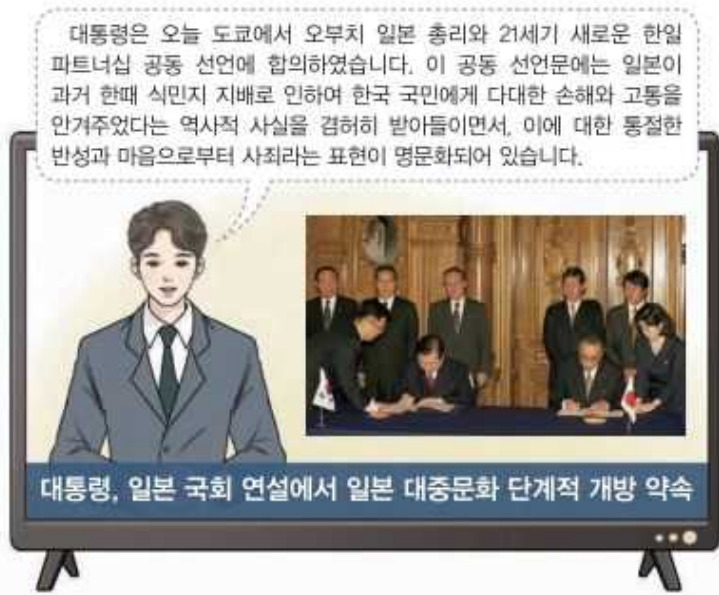 대통령은 오늘 도쿄에서 오부치 일본 총리와 21세기 새로운 한일
파트너십 공동 선언에 합의하였습니다. 이 공동 선언문에는 일본이
과거 한때 식민지 지배로 인하여 한국 국민에게 다대한 손해와 고통을
안겨주었다는 역사적 사실을 겸허히 받아들이면서, 이에 대한 통절한
반성과 마음으로부터 사죄라는 표현이 명문화되어 있습니다.
대통령, 일본 국회 연설에서 일본 대중문화 단계적 개방 약속